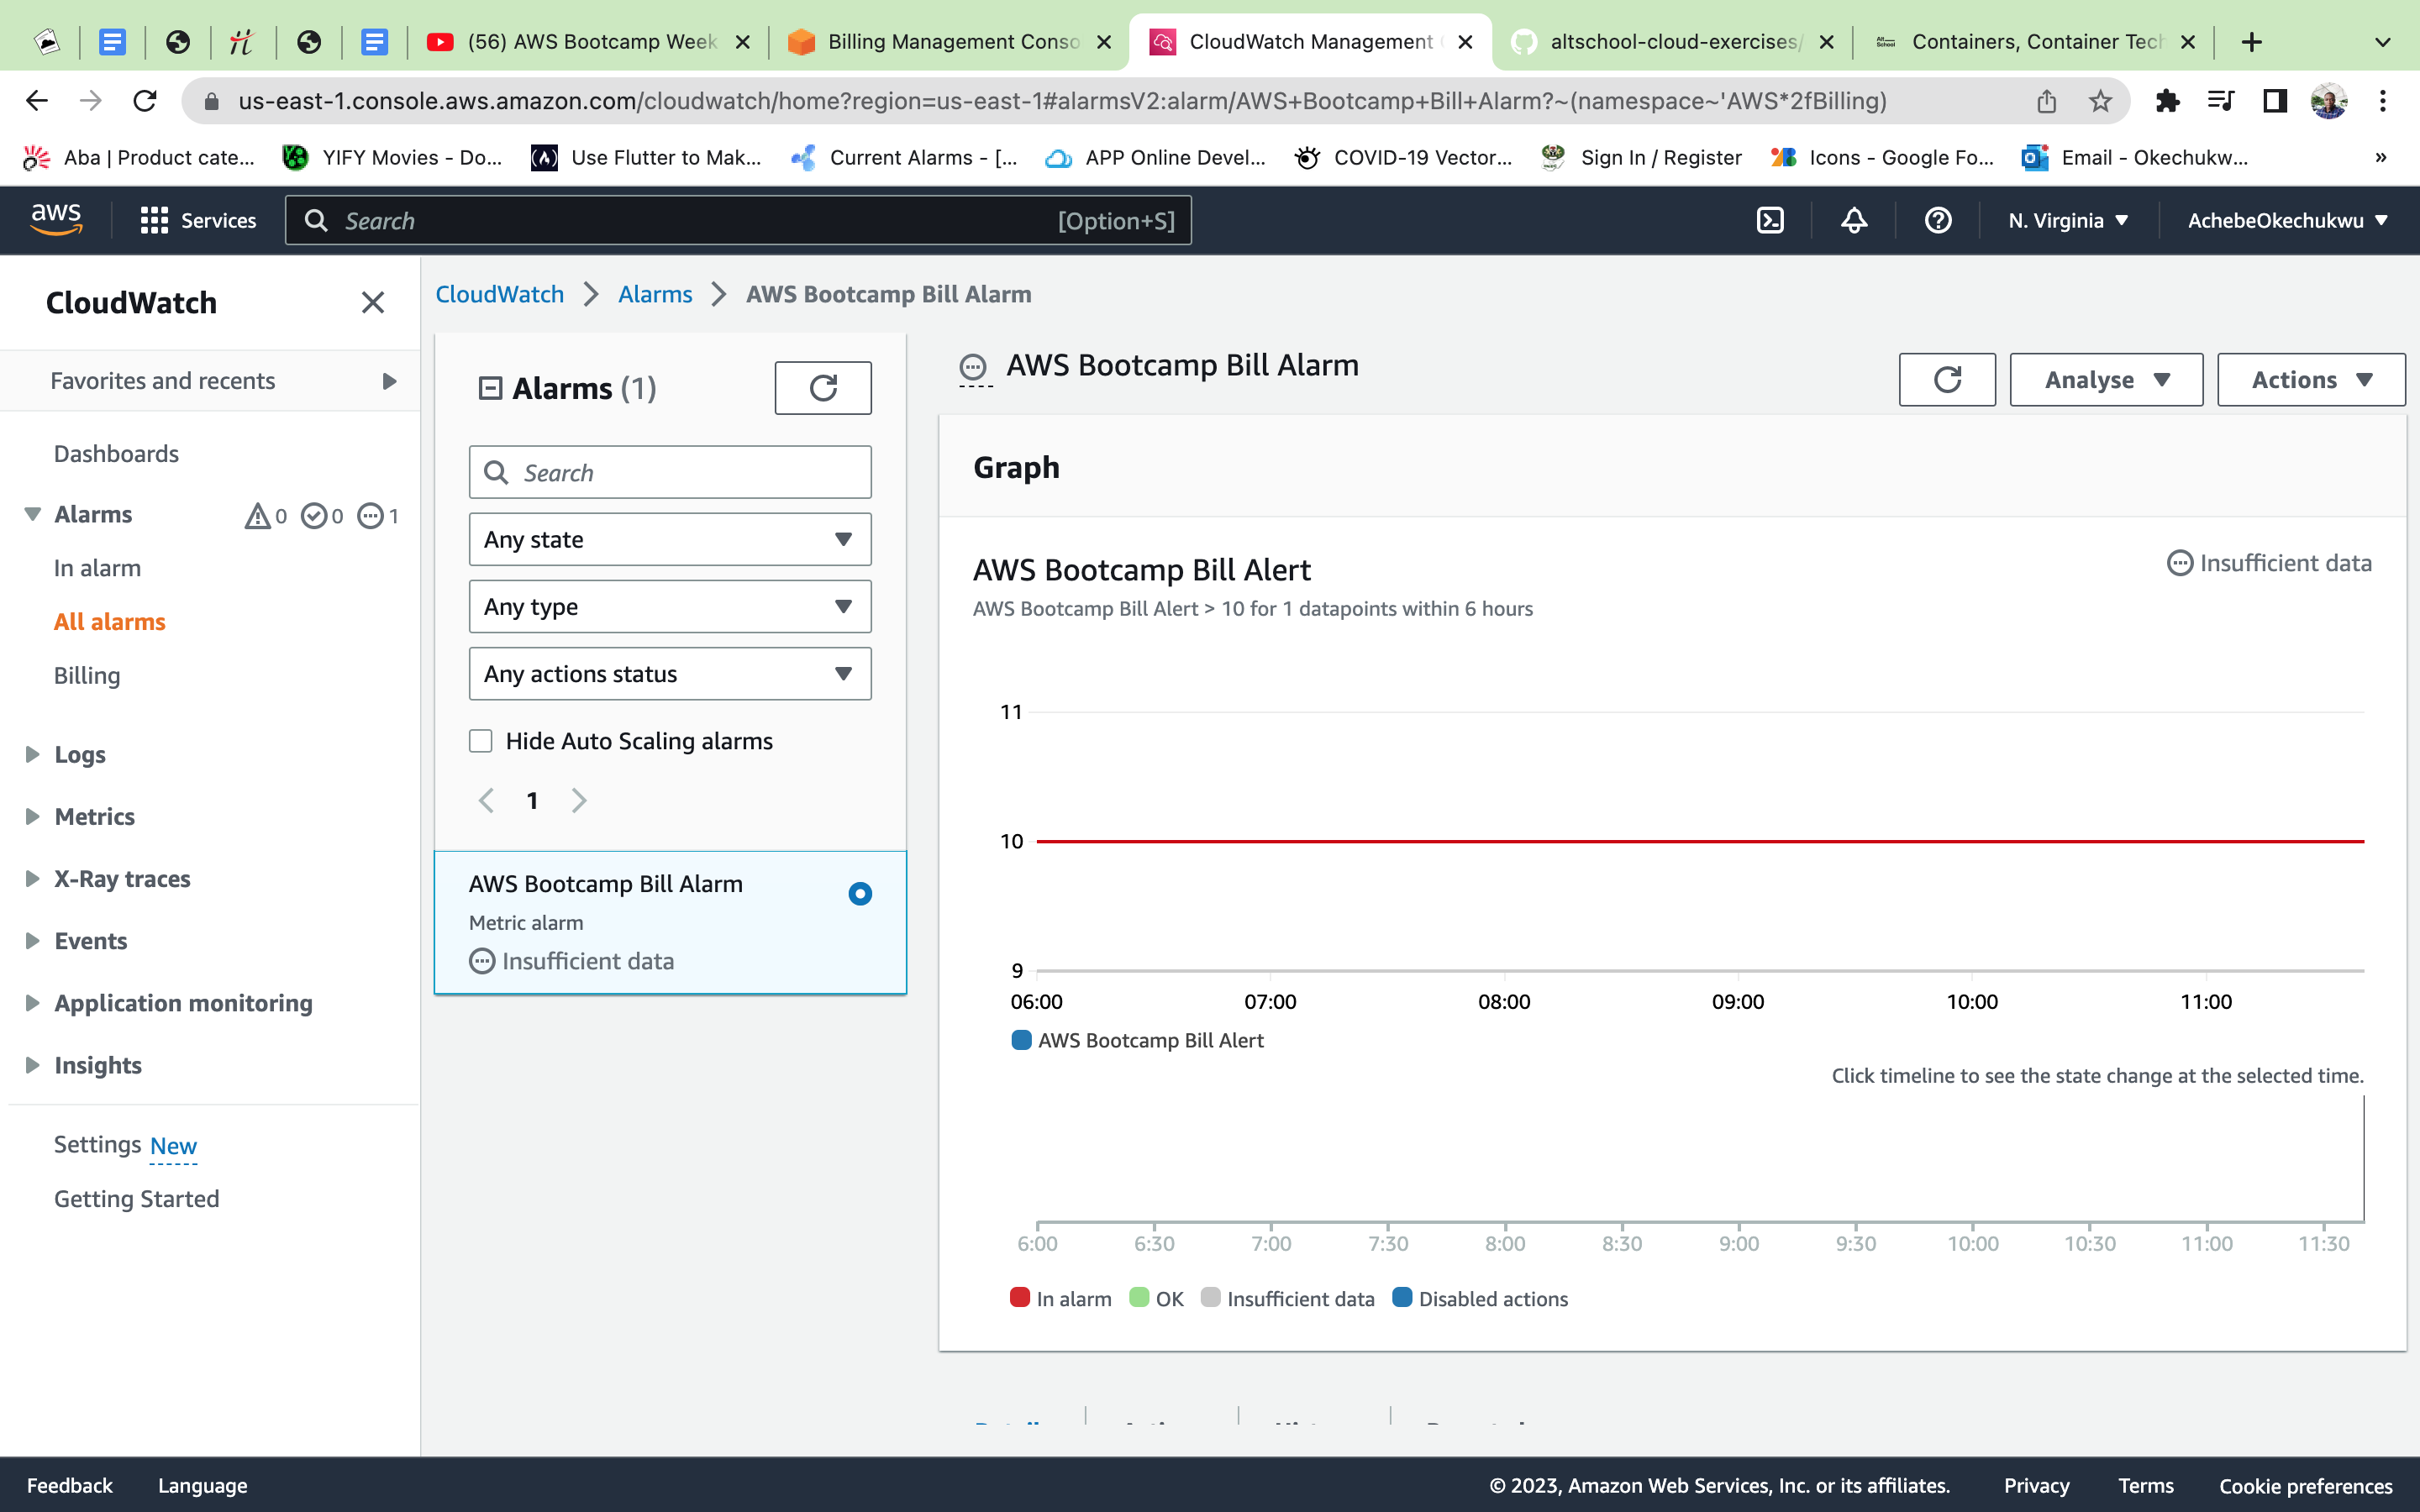 (56) AWS Bootcamp Week
Billing Management Conso
CloudWatch Management
altschool-cloud-exercises/
Containers, Container Tech
us-east-1.console.aws.amazon.com/cloudwatch/home?region=us-east-1#alarmsV2:alarm/AWS+Bootcamp+Bill+Alarm?~(namespace~'AWS*2fBilling)
Aba | Product cate...
YIFY Movies - Do...
Use Flutter to Mak...
Current Alarms - [...
APP Online Devel...
COVID-19 Vector...
Sign In / Register
Icons - Google Fo...
Email - Okechukw...
»
aws
Services
Search
[Option+S]
N. Virginia
AchebeOkechukwu
CloudWatch
Favorites and recents
Dashboards
Alarms 0 0 1
In alarm
All alarms
Billing
Logs
Metrics
X-Ray traces
Events
Application monitoring
Insights
Settings New
Getting Started
CloudWatch > Alarms > AWS Bootcamp Bill Alarm
Alarms (1)
Search
Any state
Any type
Any actions status
Hide Auto Scaling alarms
1
AWS Bootcamp Bill Alarm
Metric alarm
Insufficient data
AWS Bootcamp Bill Alarm
Analyse
Actions
Graph
AWS Bootcamp Bill Alert
Insufficient data
AWS Bootcamp Bill Alert > 10 for 1 datapoints within 6 hours
11
10
9
06:00 07:00 08:00 09:00 10:00 11:00
AWS Bootcamp Bill Alert
Click timeline to see the state change at the selected time.
6:00 6:30 7:00 7:30 8:00 8:30 9:00 9:30 10:00 10:30 11:00 11:30
In alarm OK Insufficient data Disabled actions
Feedback Language
© 2023, Amazon Web Services, Inc. or its affiliates. Privacy Terms Cookie preferences